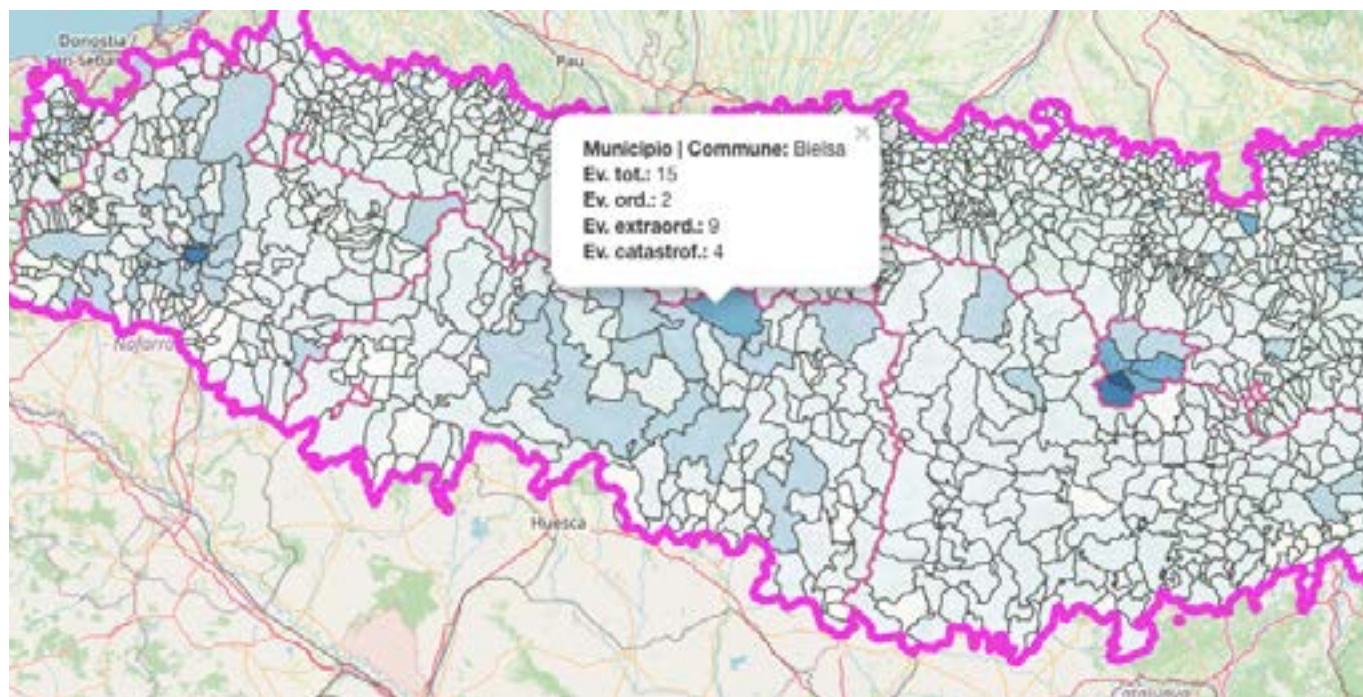 Donostia /
Pau
Municipio | Commune: Bielsa
Ev. tot.: 15
Ev. ord.: 2
Ev. extraord.: 9
Ev. catastrof.: 4
Huesca